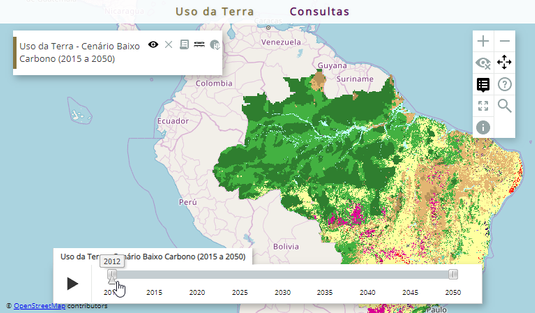 Uso da Terra Consultas
Uso da Terra - Cenário Baixo
Carbono (2015 a 2050)
Venezuela
Guyana
Suriname
Colombia
Ecuador
Perú
Bolivia
Uso da Terra - Cenário Baixo Carbono (2015 a 2050)
2012
2015 2020 2025 2030 2035 2040 2045 2050
Paulo
© OpenStreetMap contributors